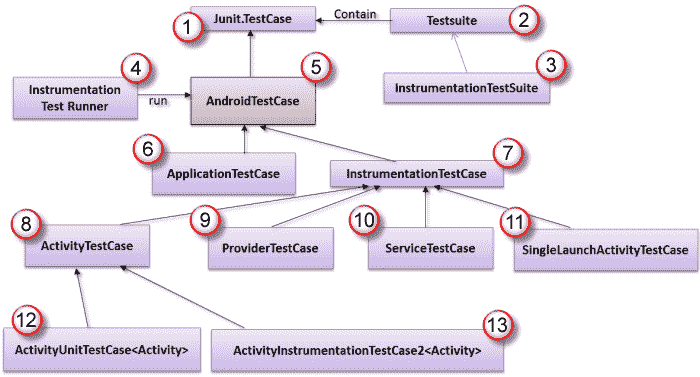 1
Junit.TestCase
Contain
Testsuite
2
4
Instrumentation
Test Runner
run
5
AndroidTestCase
3
InstrumentationTestSuite
6
ApplicationTestCase
7
InstrumentationTestCase
8
ActivityTestCase
9
ProviderTestCase
10
ServiceTestCase
11
SingleLaunchActivityTestCase
12
ActivityUnitTestCase<Activity>
13
ActivityInstrumentationTestCase2<Activity>